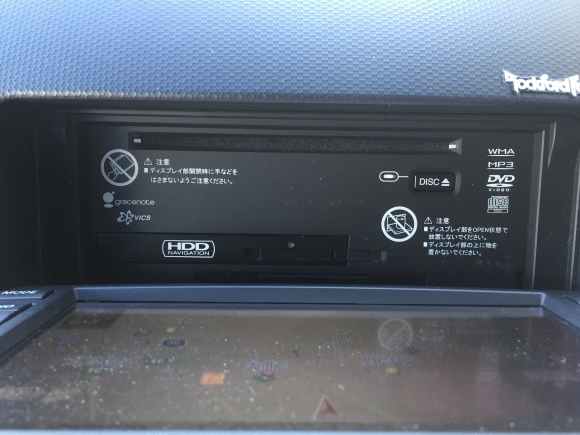 Rockford Fo
⚠ 注意
■ディスプレイ部開閉時に手などを
はさまないようご注意ください。
gracenote
VICS
HDD
NAVIGATION
DISC ⏏
WMA
MP3
DVD
VIDEO
disc
⚠ 注意
■ディスプレイ部をOPEN状態で
放置しないでください。
■ディスプレイ部の上に物を
置かないでください。
MODE